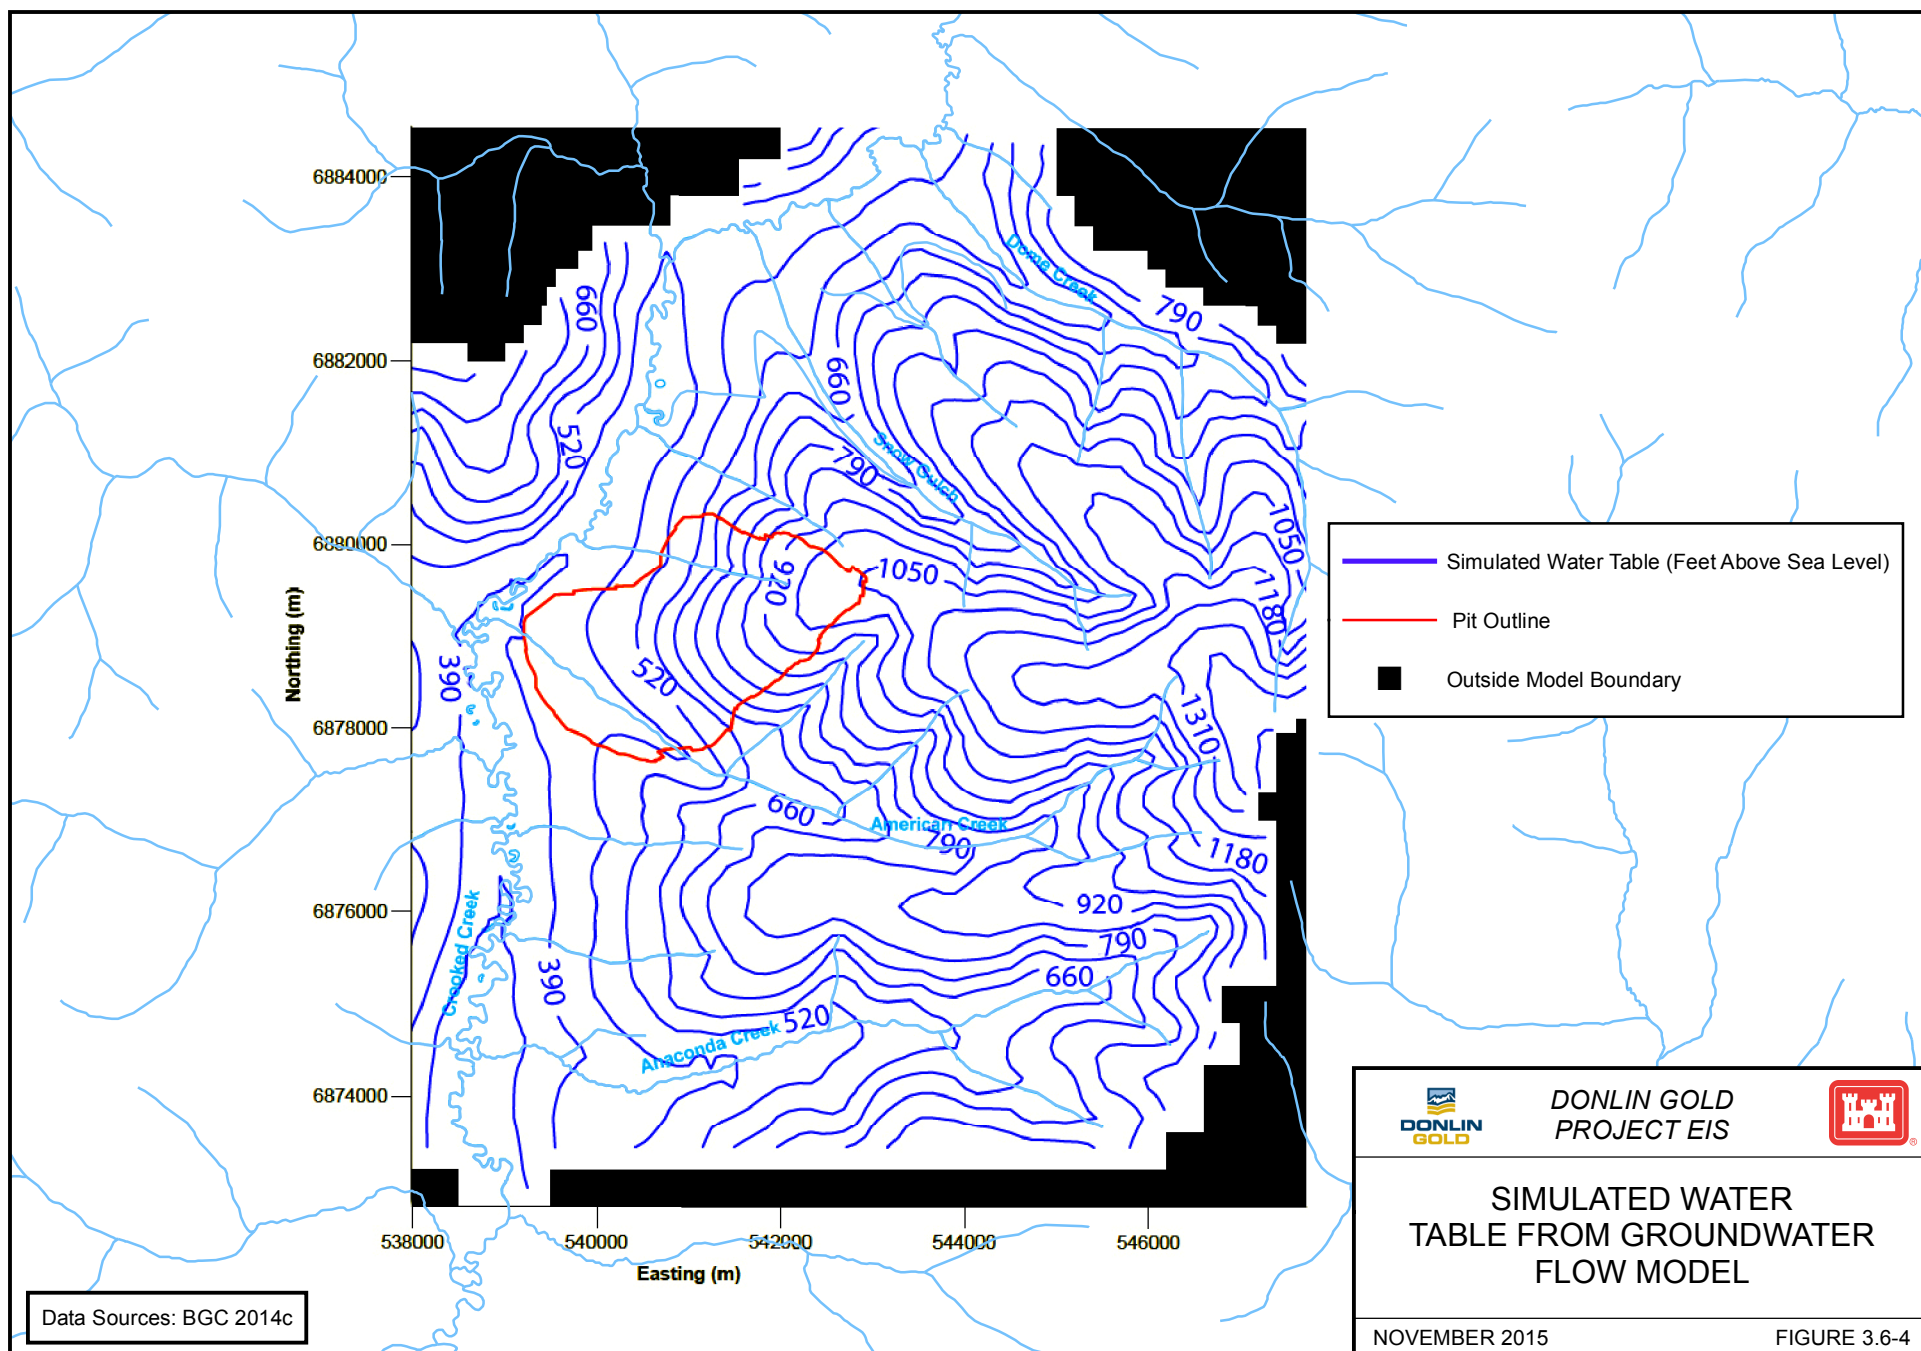 6884000
6882000
6880000
6878000
6876000
6874000
Northing (m)
538000
540000
542000
544000
546000
Easting (m)
660
520
390
660
790
920
1050
520
790
1050
1180
1310
1180
660
790
920
790
660
520
390
Dome Creek
Snow Gulch
American Creek
Crooked Creek
Anaconda Creek
Simulated Water Table (Feet Above Sea Level)
Pit Outline
Outside Model Boundary
Data Sources: BGC 2014c
DONLIN
GOLD
DONLIN GOLD
PROJECT EIS
®
SIMULATED WATER
TABLE FROM GROUNDWATER
FLOW MODEL
NOVEMBER 2015
FIGURE 3.6-4